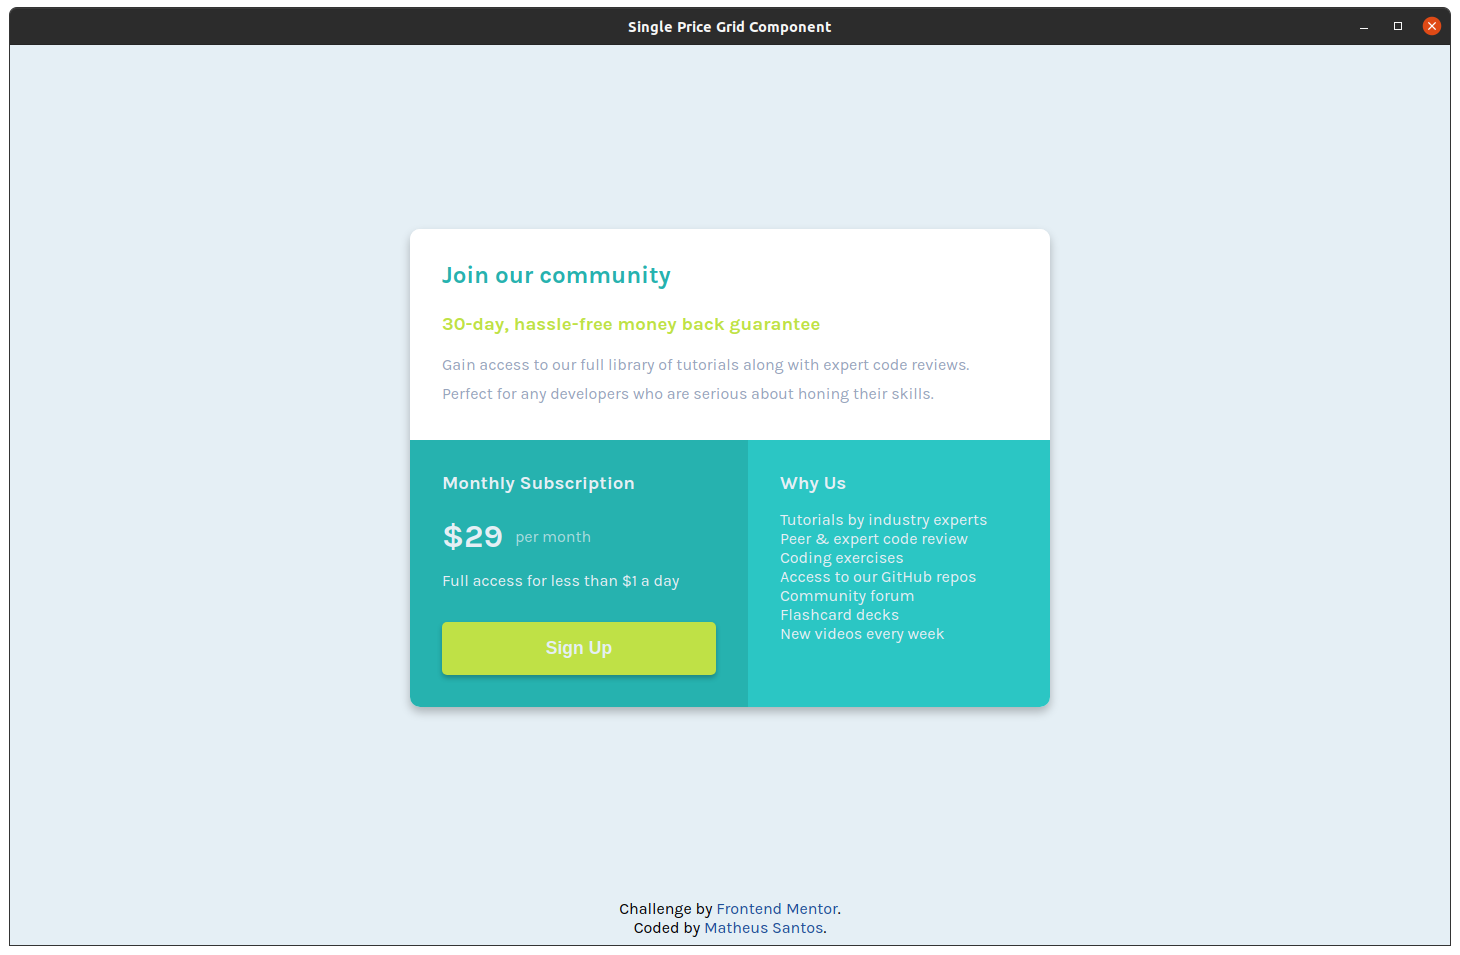 Single Price Grid Component
Join our community
30-day, hassle-free money back guarantee
Gain access to our full library of tutorials along with expert code reviews.
Perfect for any developers who are serious about honing their skills.
Monthly Subscription
$29 per month
Full access for less than $1 a day
Sign Up
Why Us
Tutorials by industry experts
Peer & expert code review
Coding exercises
Access to our GitHub repos
Community forum
Flashcard decks
New videos every week
Challenge by Frontend Mentor.
Coded by Matheus Santos.